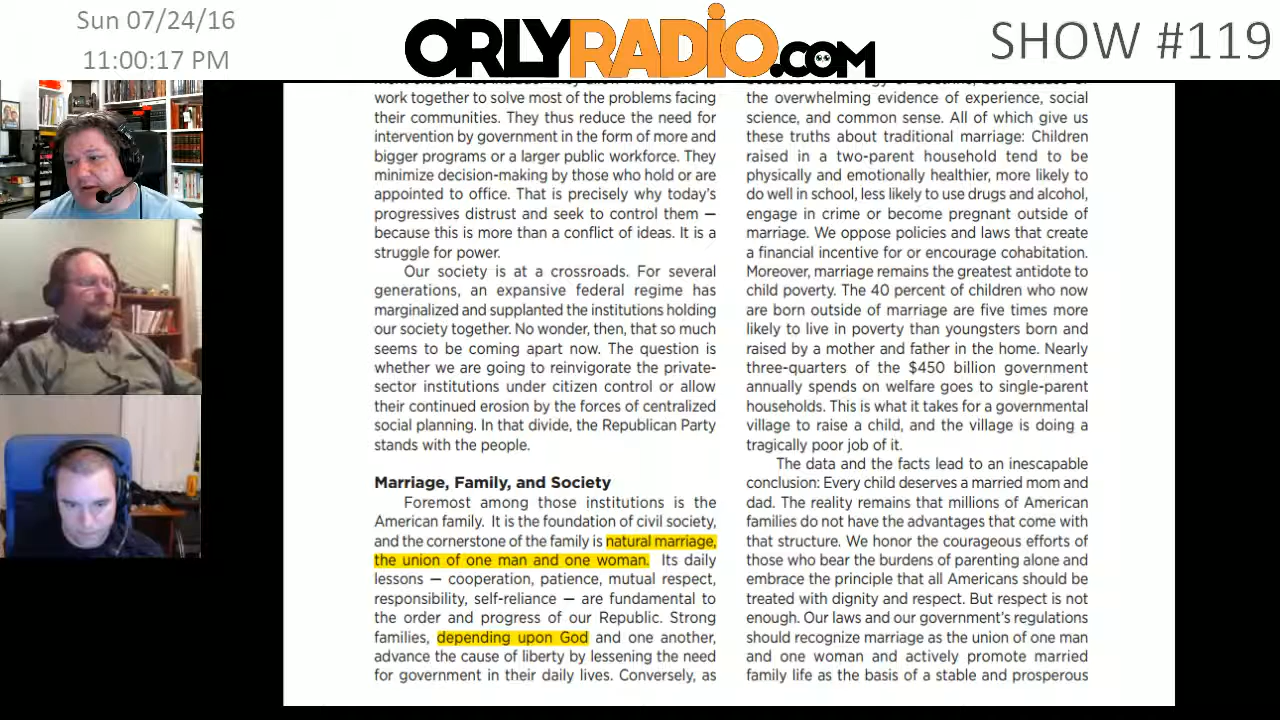 Sun 07/24/16
11:00:17 PM
ORLYRADiO.COM
SHOW #119
work together to solve most of the problems facing
their communities. They thus reduce the need for
intervention by government in the form of more and
bigger programs or a larger public workforce. They
minimize decision-making by those who hold or are
appointed to office. That is precisely why today's
progressives distrust and seek to control them —
because this is more than a conflict of ideas. It is a
struggle for power.
Our society is at a crossroads. For several
generations, an expansive federal regime has
marginalized and supplanted the institutions holding
our society together. No wonder, then, that so much
seems to be coming apart now. The question is
whether we are going to reinvigorate the private-
sector institutions under citizen control or allow
their continued erosion by the forces of centralized
social planning. In that divide, the Republican Party
stands with the people.
Marriage, Family, and Society
Foremost among those institutions is the
American family. It is the foundation of civil society,
and the cornerstone of the family is natural marriage,
the union of one man and one woman. Its daily
lessons — cooperation, patience, mutual respect,
responsibility, self-reliance — are fundamental to
the order and progress of our Republic. Strong
families, depending upon God and one another,
advance the cause of liberty by lessening the need
for government in their daily lives. Conversely, as
the overwhelming evidence of experience, social
science, and common sense. All of which give us
these truths about traditional marriage: Children
raised in a two-parent household tend to be
physically and emotionally healthier, more likely to
do well in school, less likely to use drugs and alcohol,
engage in crime or become pregnant outside of
marriage. We oppose policies and laws that create
a financial incentive for or encourage cohabitation.
Moreover, marriage remains the greatest antidote to
child poverty. The 40 percent of children who now
are born outside of marriage are five times more
likely to live in poverty than youngsters born and
raised by a mother and father in the home. Nearly
three-quarters of the $450 billion government
annually spends on welfare goes to single-parent
households. This is what it takes for a governmental
village to raise a child, and the village is doing a
tragically poor job of it.
The data and the facts lead to an inescapable
conclusion: Every child deserves a married mom and
dad. The reality remains that millions of American
families do not have the advantages that come with
that structure. We honor the courageous efforts of
those who bear the burdens of parenting alone and
embrace the principle that all Americans should be
treated with dignity and respect. But respect is not
enough. Our laws and our government's regulations
should recognize marriage as the union of one man
and one woman and actively promote married
family life as the basis of a stable and prosperous